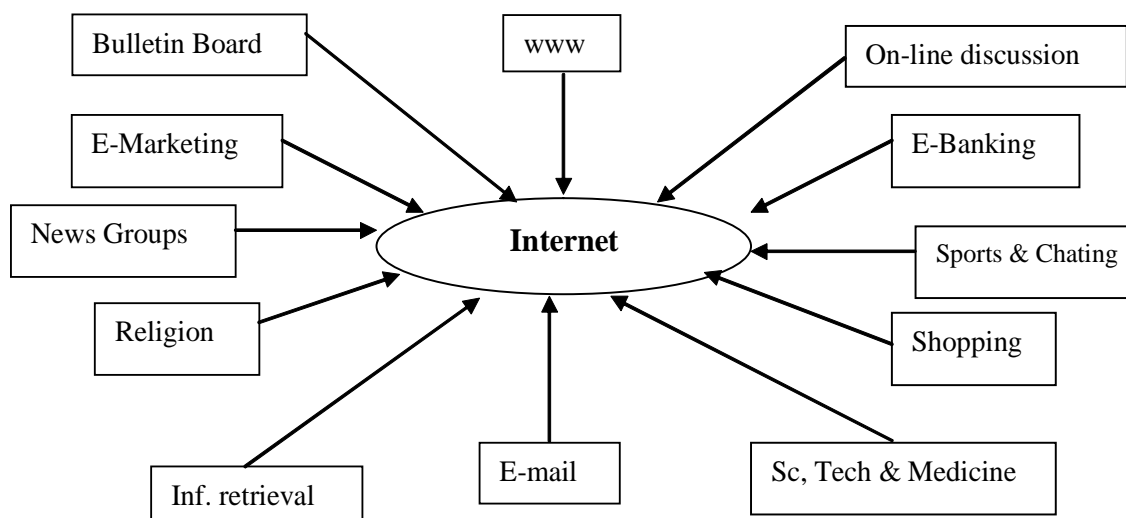 Bulletin Board
www
On-line discussion
E-Marketing
E-Banking
News Groups
Internet
Sports & Chating
Religion
Shopping
Inf. retrieval
E-mail
Sc, Tech & Medicine